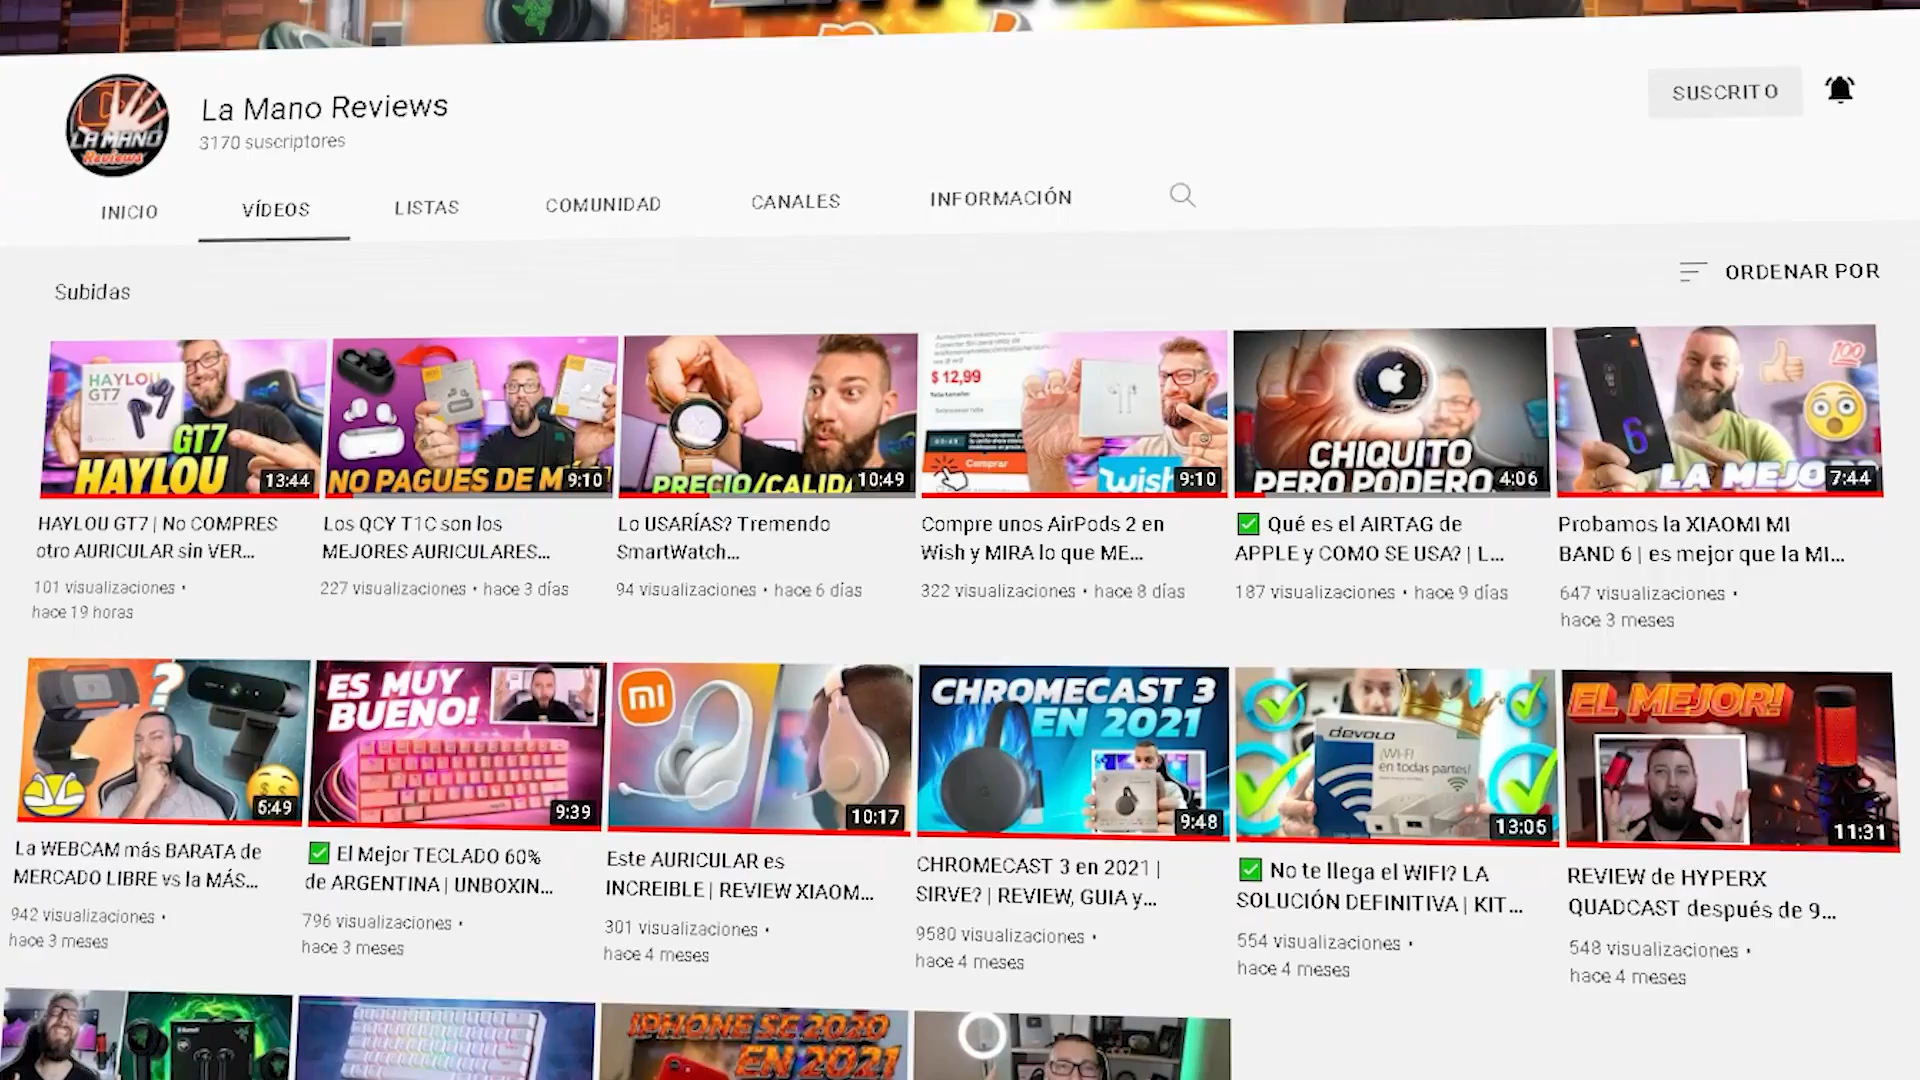 LA MANO
Reviews
La Mano Reviews
3170 suscriptores
SUSCRITO
INICIO
VÍDEOS
LISTAS
COMUNIDAD
CANALES
INFORMACIÓN
Subidas
ORDENAR POR
HAYLOU
GT7
GT7
HAYLOU
13:44
NO PAGUES DE M
9:10
PRECIO/CALID
10:49
$ 12,99
Comprar
wish
9:10
CHIQUITO
PERO PODERO
4:06
6
LA MEJO
7:44
100
HAYLOU GT7 | No COMPRES
otro AURICULAR sin VER...
101 visualizaciones •
hace 19 horas
Los QCY T1C son los
MEJORES AURICULARES...
227 visualizaciones • hace 3 días
Lo USARÍAS? Tremendo
SmartWatch...
94 visualizaciones • hace 6 días
Compre unos AirPods 2 en
Wish y MIRA lo que ME...
322 visualizaciones • hace 8 días
✅ Qué es el AIRTAG de
APPLE y COMO SE USA? | L...
187 visualizaciones • hace 9 días
Probamos la XIAOMI MI
BAND 6 | es mejor que la MI...
647 visualizaciones •
hace 3 meses
?
6:49
ES MUY
BUENO!
9:39
MI
10:17
CHROMECAST 3
EN 2021
9:48
devolo
¡WI-FI
en todas partes!
13:05
EL MEJOR!
11:31
La WEBCAM más BARATA de
MERCADO LIBRE vs la MÁS...
942 visualizaciones •
hace 3 meses
✅ El Mejor TECLADO 60%
de ARGENTINA | UNBOXIN...
796 visualizaciones •
hace 3 meses
Este AURICULAR es
INCREIBLE | REVIEW XIAOM...
301 visualizaciones •
hace 4 meses
CHROMECAST 3 en 2021 |
SIRVE? | REVIEW, GUIA y...
9580 visualizaciones •
hace 4 meses
✅ No te llega el WIFI? LA
SOLUCIÓN DEFINITIVA | KIT...
554 visualizaciones •
hace 4 meses
REVIEW de HYPERX
QUADCAST después de 9...
548 visualizaciones •
hace 4 meses
IPHONE SE 2020
EN 2021